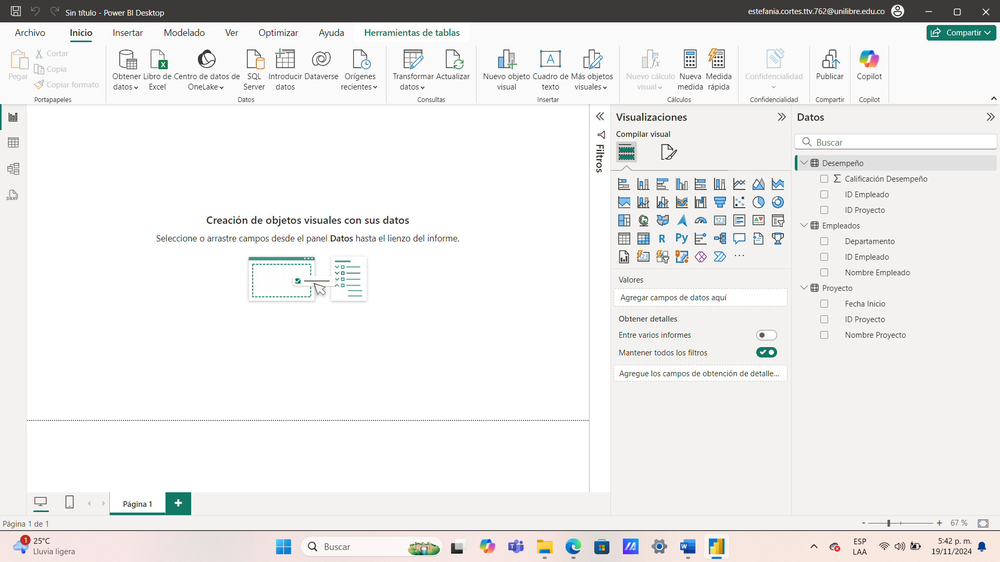 Sin título - Power BI Desktop
estefania.cortes.ttv.762@unilibre.edu.co
Archivo Inicio Insertar Modelado Ver Optimizar Ayuda Herramientas de tablas
Compartir
Pegar
Cortar
Copia
Copiar formato
Portapapeles
Obtener datos
Libro de Excel
Centro de datos de OneLake
SQL Server
Introducir datos
Dataverse
Orígenes recientes
Datos
Transformar datos
Actualizar
Consultas
Nuevo objeto visual
Cuadro de texto
Más objetos visuales
Insertar
Nuevo cálculo visual
Nueva medida
Medida rápida
Cálculos
Confidencialidad
Confidencialidad
Publicar
Compartir
Copilot
Copilot
DAX
Creación de objetos visuales con sus datos
Seleccione o arrastre campos desde el panel Datos hasta el lienzo del informe.
Filtros
Visualizaciones
Compilar visual
123
R
Py
123
...
Valores
Agregar campos de datos aquí
Obtener detalles
Entre varios informes
Mantener todos los filtros
Agregue los campos de obtención de detalle...
Datos
Buscar
Desempeño
Σ Calificación Desempeño
ID Empleado
ID Proyecto
Empleados
Departamento
ID Empleado
Nombre Empleado
Proyecto
Fecha Inicio
ID Proyecto
Nombre Proyecto
Página 1
+
Página 1 de 1
- + 67 %
1
25°C
Lluvia ligera
Buscar
ESP
LAA
5:42 p. m.
19/11/2024